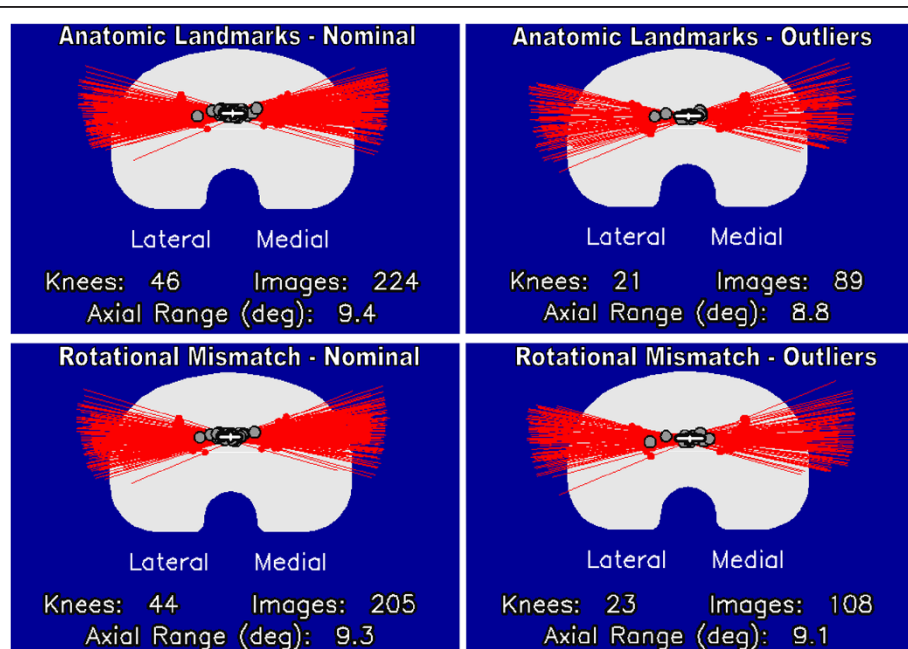 Anatomic Landmarks - Nominal
Lateral Medial
Knees: 46 Images: 224
Axial Range (deg): 9.4
Anatomic Landmarks - Outliers
Lateral Medial
Knees: 21 Images: 89
Axial Range (deg): 8.8
Rotational Mismatch - Nominal
Lateral Medial
Knees: 44 Images: 205
Axial Range (deg): 9.3
Rotational Mismatch - Outliers
Lateral Medial
Knees: 23 Images: 108
Axial Range (deg): 9.1